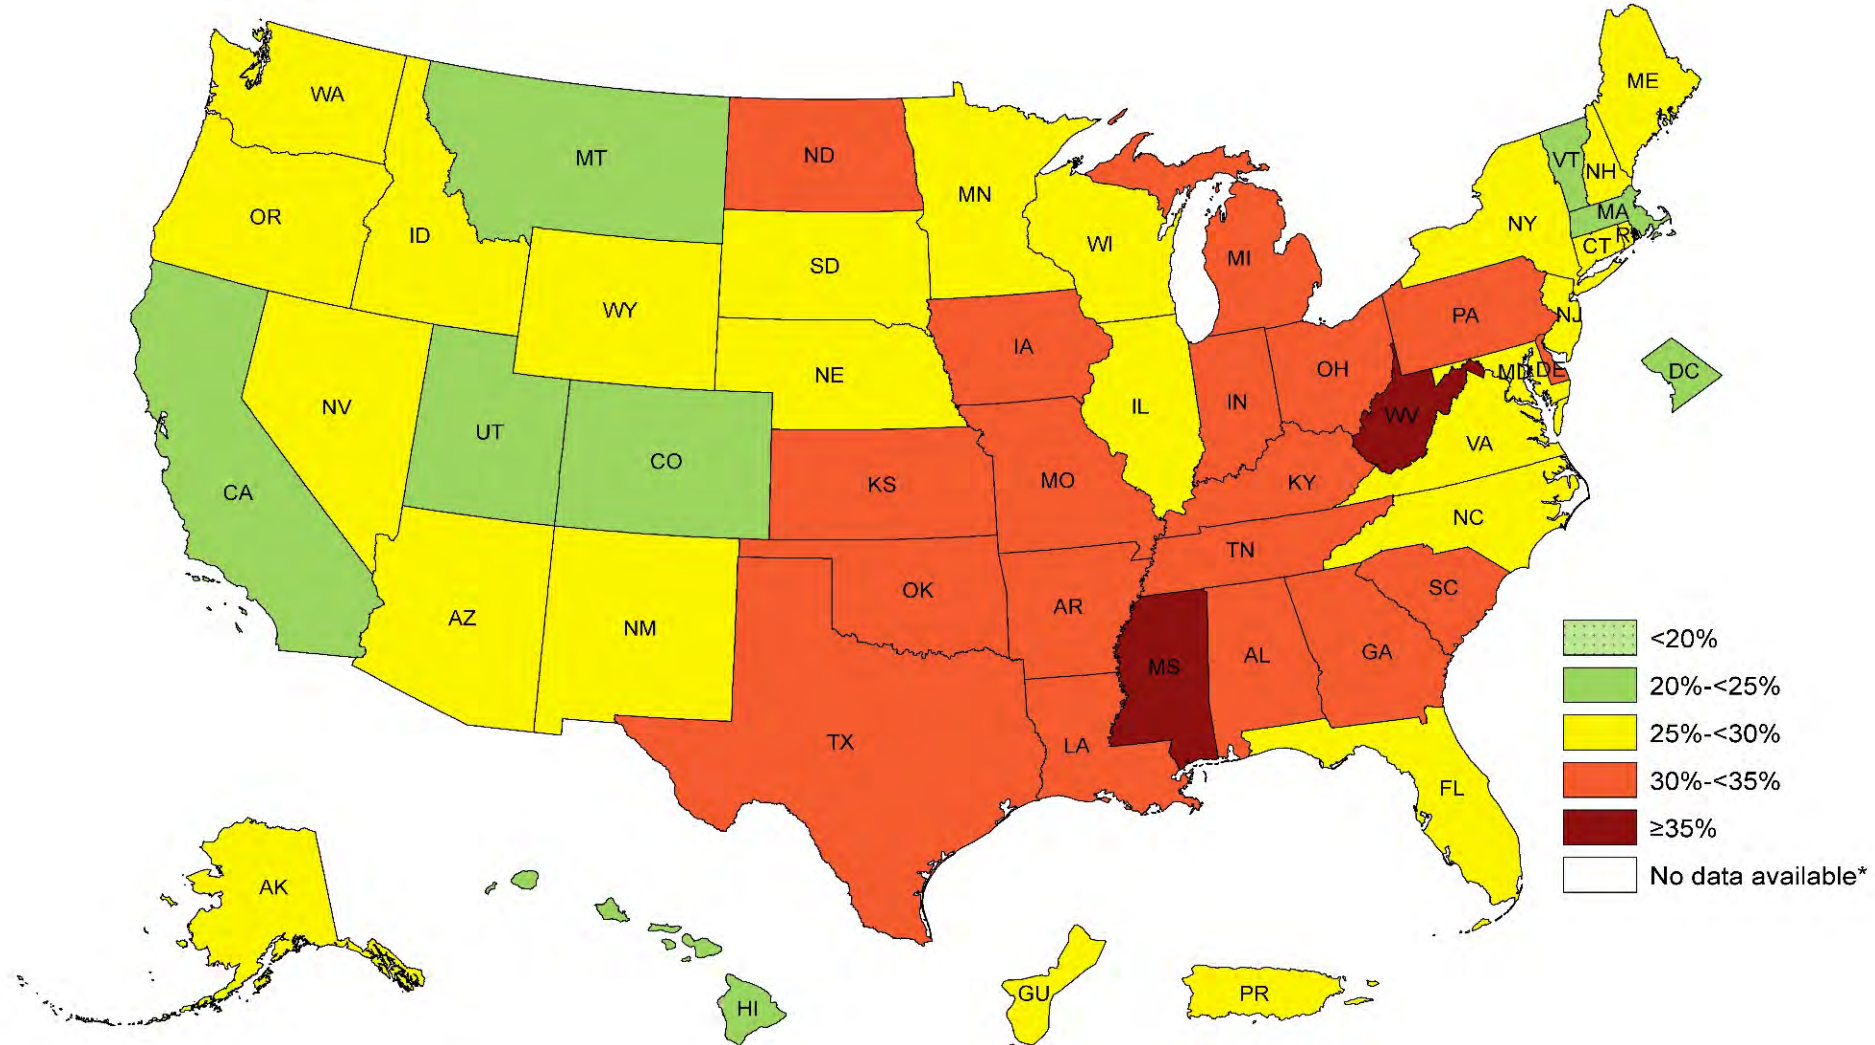 WA
MT
ND
MN
ME
OR
ID
SD
WI
MI
NY
VT
NH
MA
CT
R
WY
NE
IA
IL
IN
OH
PA
NJ
MD
DE
DC
WV
VA
NV
UT
CO
KS
MO
KY
CA
AZ
NM
OK
AR
TN
NC
SC
MS
AL
GA
TX
LA
FL
AK
HI
GU
PR
<20%
20%-<25%
25%-<30%
30%-<35%
≥35%
No data available*